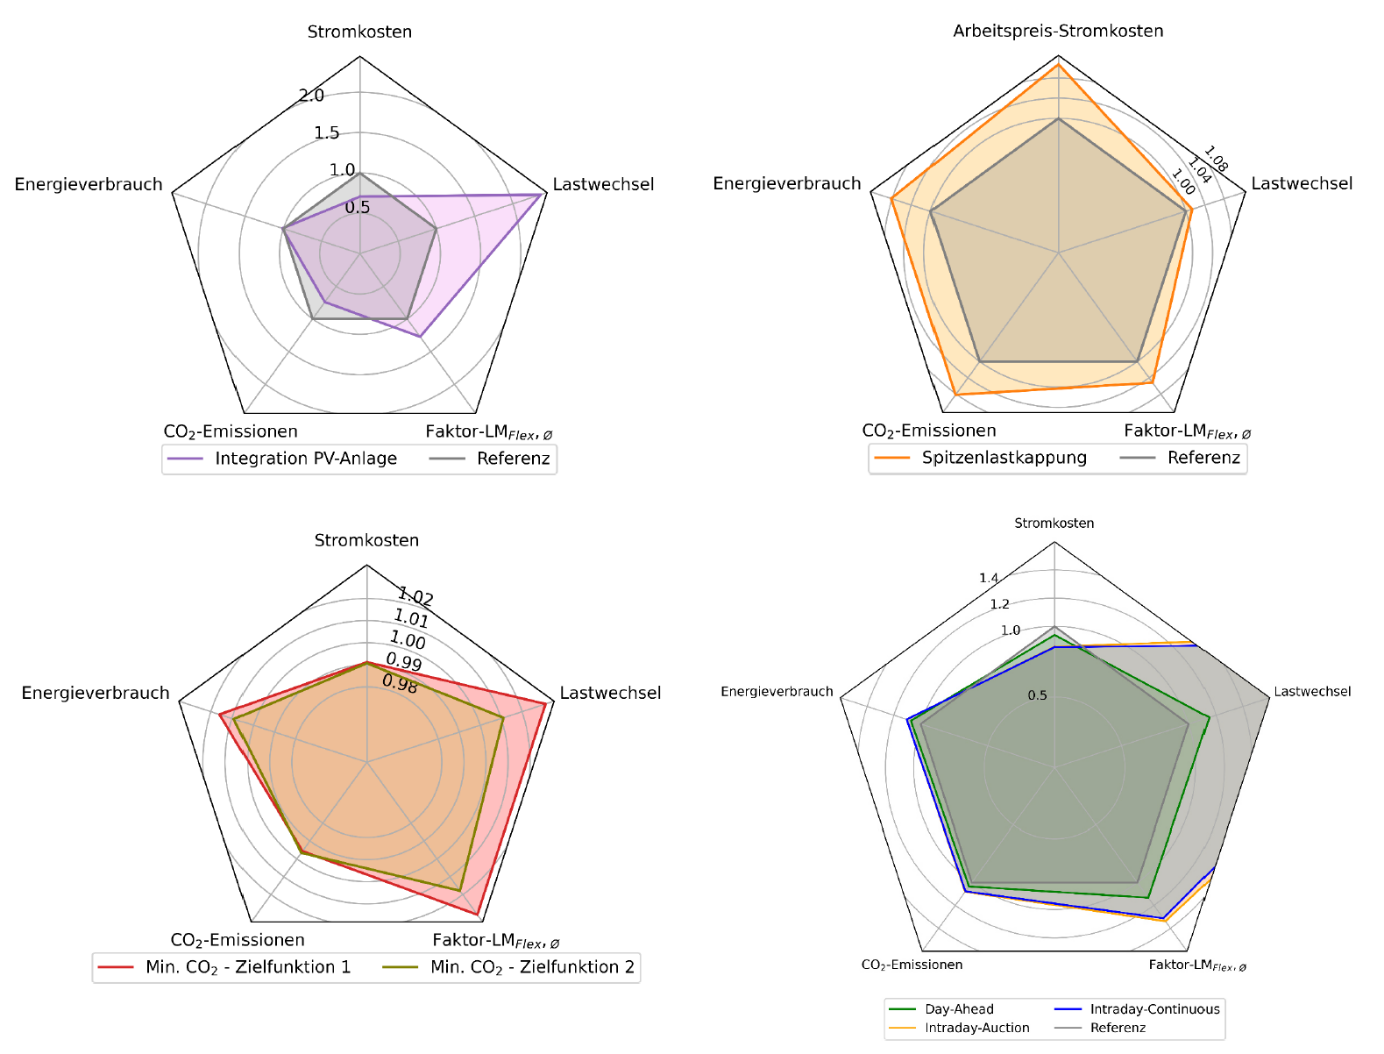 Stromkosten
2.0
1.5
1.0
0.5
Energieverbrauch
Lastwechsel
CO₂-Emissionen
Faktor-LM_Flex, Ø
Integration PV-Anlage
Referenz
Arbeitspreis-Stromkosten
1.08
1.04
1.00
Energieverbrauch
Lastwechsel
CO₂-Emissionen
Faktor-LM_Flex, Ø
Spitzenlastkappung
Referenz
Stromkosten
1.02
1.01
1.00
0.99
0.98
Energieverbrauch
Lastwechsel
CO₂-Emissionen
Faktor-LM_Flex, Ø
Min. CO₂ - Zielfunktion 1
Min. CO₂ - Zielfunktion 2
Stromkosten
1.4
1.2
1.0
0.5
Energieverbrauch
Lastwechsel
CO₂-Emissionen
Faktor-LM_Flex, Ø
Day-Ahead
Intraday-Continuous
Intraday-Auction
Referenz